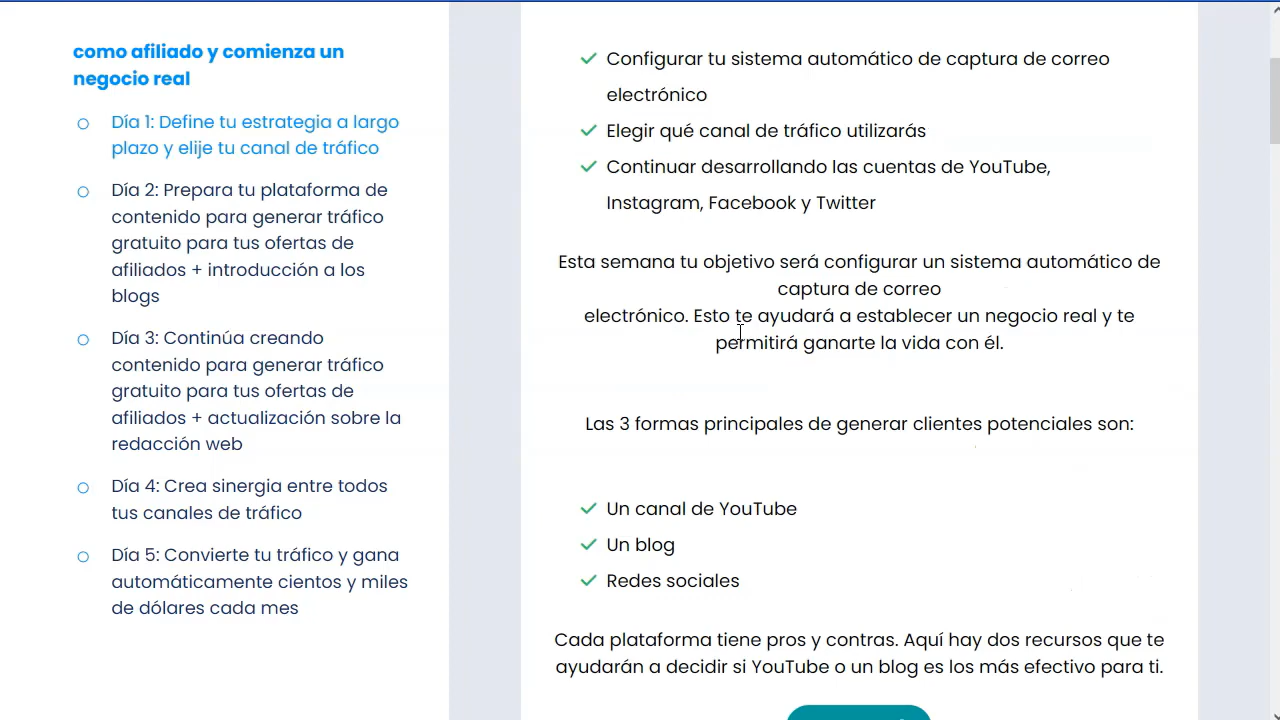 como afiliado y comienza un
negocio real
Día 1: Define tu estrategia a largo
plazo y elije tu canal de tráfico
Día 2: Prepara tu plataforma de
contenido para generar tráfico
gratuito para tus ofertas de
afiliados + introducción a los
blogs
Día 3: Continúa creando
contenido para generar tráfico
gratuito para tus ofertas de
afiliados + actualización sobre la
redacción web
Día 4: Crea sinergia entre todos
tus canales de tráfico
Día 5: Convierte tu tráfico y gana
automáticamente cientos y miles
de dólares cada mes
Configurar tu sistema automático de captura de correo
electrónico
Elegir qué canal de tráfico utilizarás
Continuar desarrollando las cuentas de YouTube,
Instagram, Facebook y Twitter
Esta semana tu objetivo será configurar un sistema automático de
captura de correo
electrónico. Esto te ayudará a establecer un negocio real y te
permitirá ganarte la vida con él.
Las 3 formas principales de generar clientes potenciales son:
Un canal de YouTube
Un blog
Redes sociales
Cada plataforma tiene pros y contras. Aquí hay dos recursos que te
ayudarán a decidir si YouTube o un blog es los más efectivo para ti.